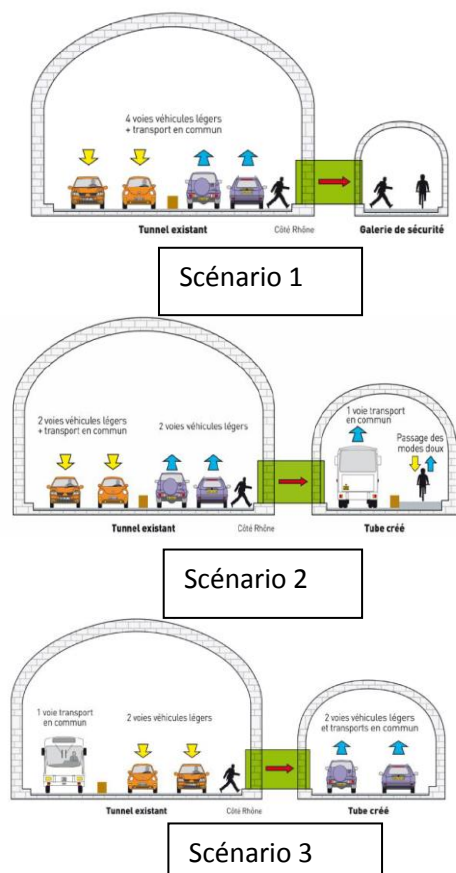 4 voies véhicules légers
+ transport en commun
Tunnel existant
Côté Rhône
Galerie de sécurité
Scénario 1
2 voies véhicules légers
+ transport en commun
2 voies véhicules légers
1 voie transport
en commun
Passage des
modes doux
Tunnel existant
Côté Rhône
Tube créé
Scénario 2
1 voie transport
en commun
2 voies véhicules légers
2 voies véhicules légers
et transports en commun
Tunnel existant
Côté Rhône
Tube créé
Scénario 3